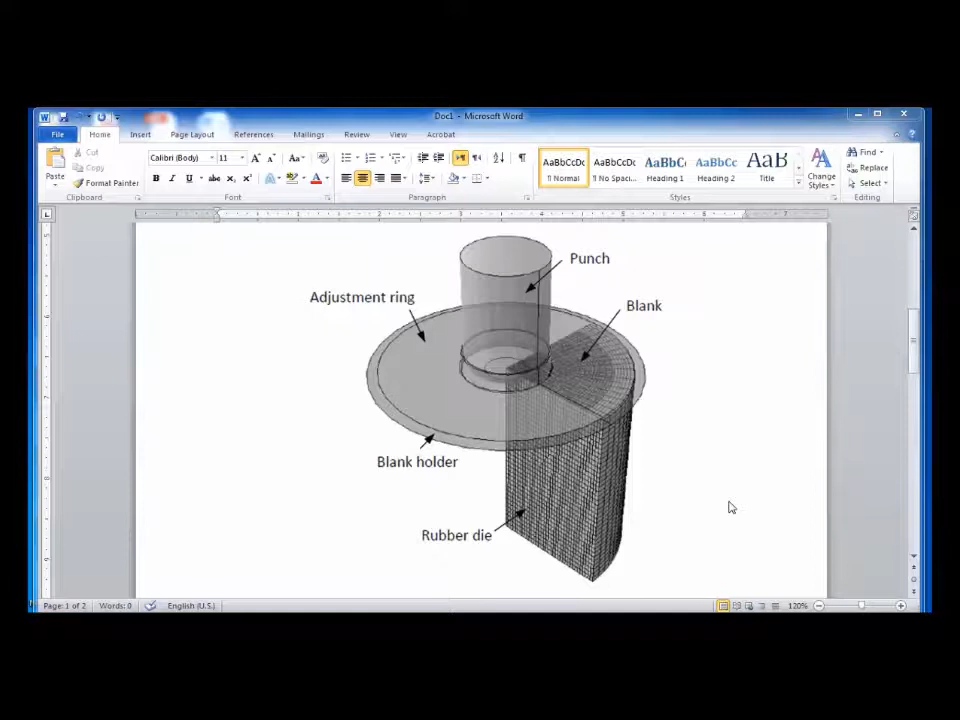 Doc1 - Microsoft Word
File Home Insert Page Layout References Mailings Review View Acrobat
Cut
Copy
Format Painter
Paste
Clipboard
Calibri (Body) 11
Font
Paragraph
AaBbCcDc AaBbCcDc AaBbC AaBbCc AaB
¶ Normal ¶ No Spaci... Heading 1 Heading 2 Title
Change
Styles
Styles
Find
Replace
Select
Editing
Punch
Adjustment ring
Blank
Blank holder
Rubber die
Page: 1 of 2 Words: 0 English (U.S.) 120%